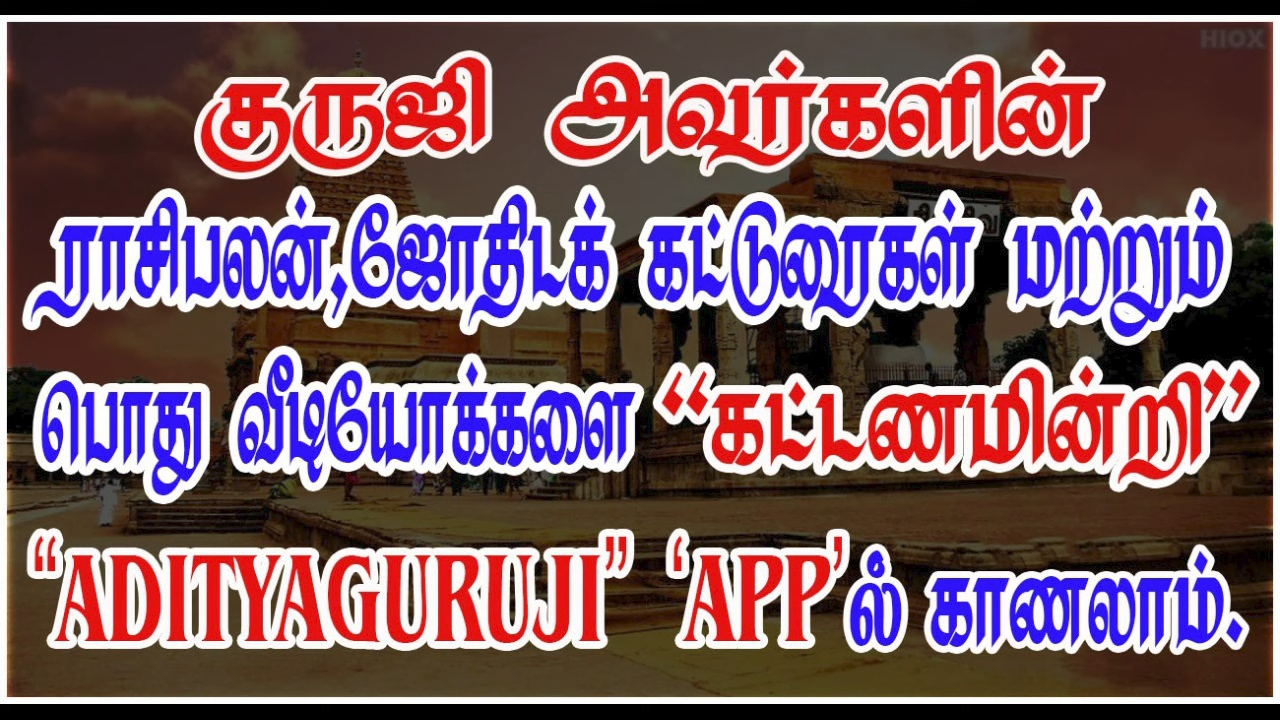 HIOX
குருஜி அவர்களின்
ராசிபலன்,ஜோதிடக் கட்டுரைகள் மற்றும்
பொது வீடியோக்களை “கட்டணமின்றி”
“ADITYAGURUJI” ‘APP’ல் காணலாம்.